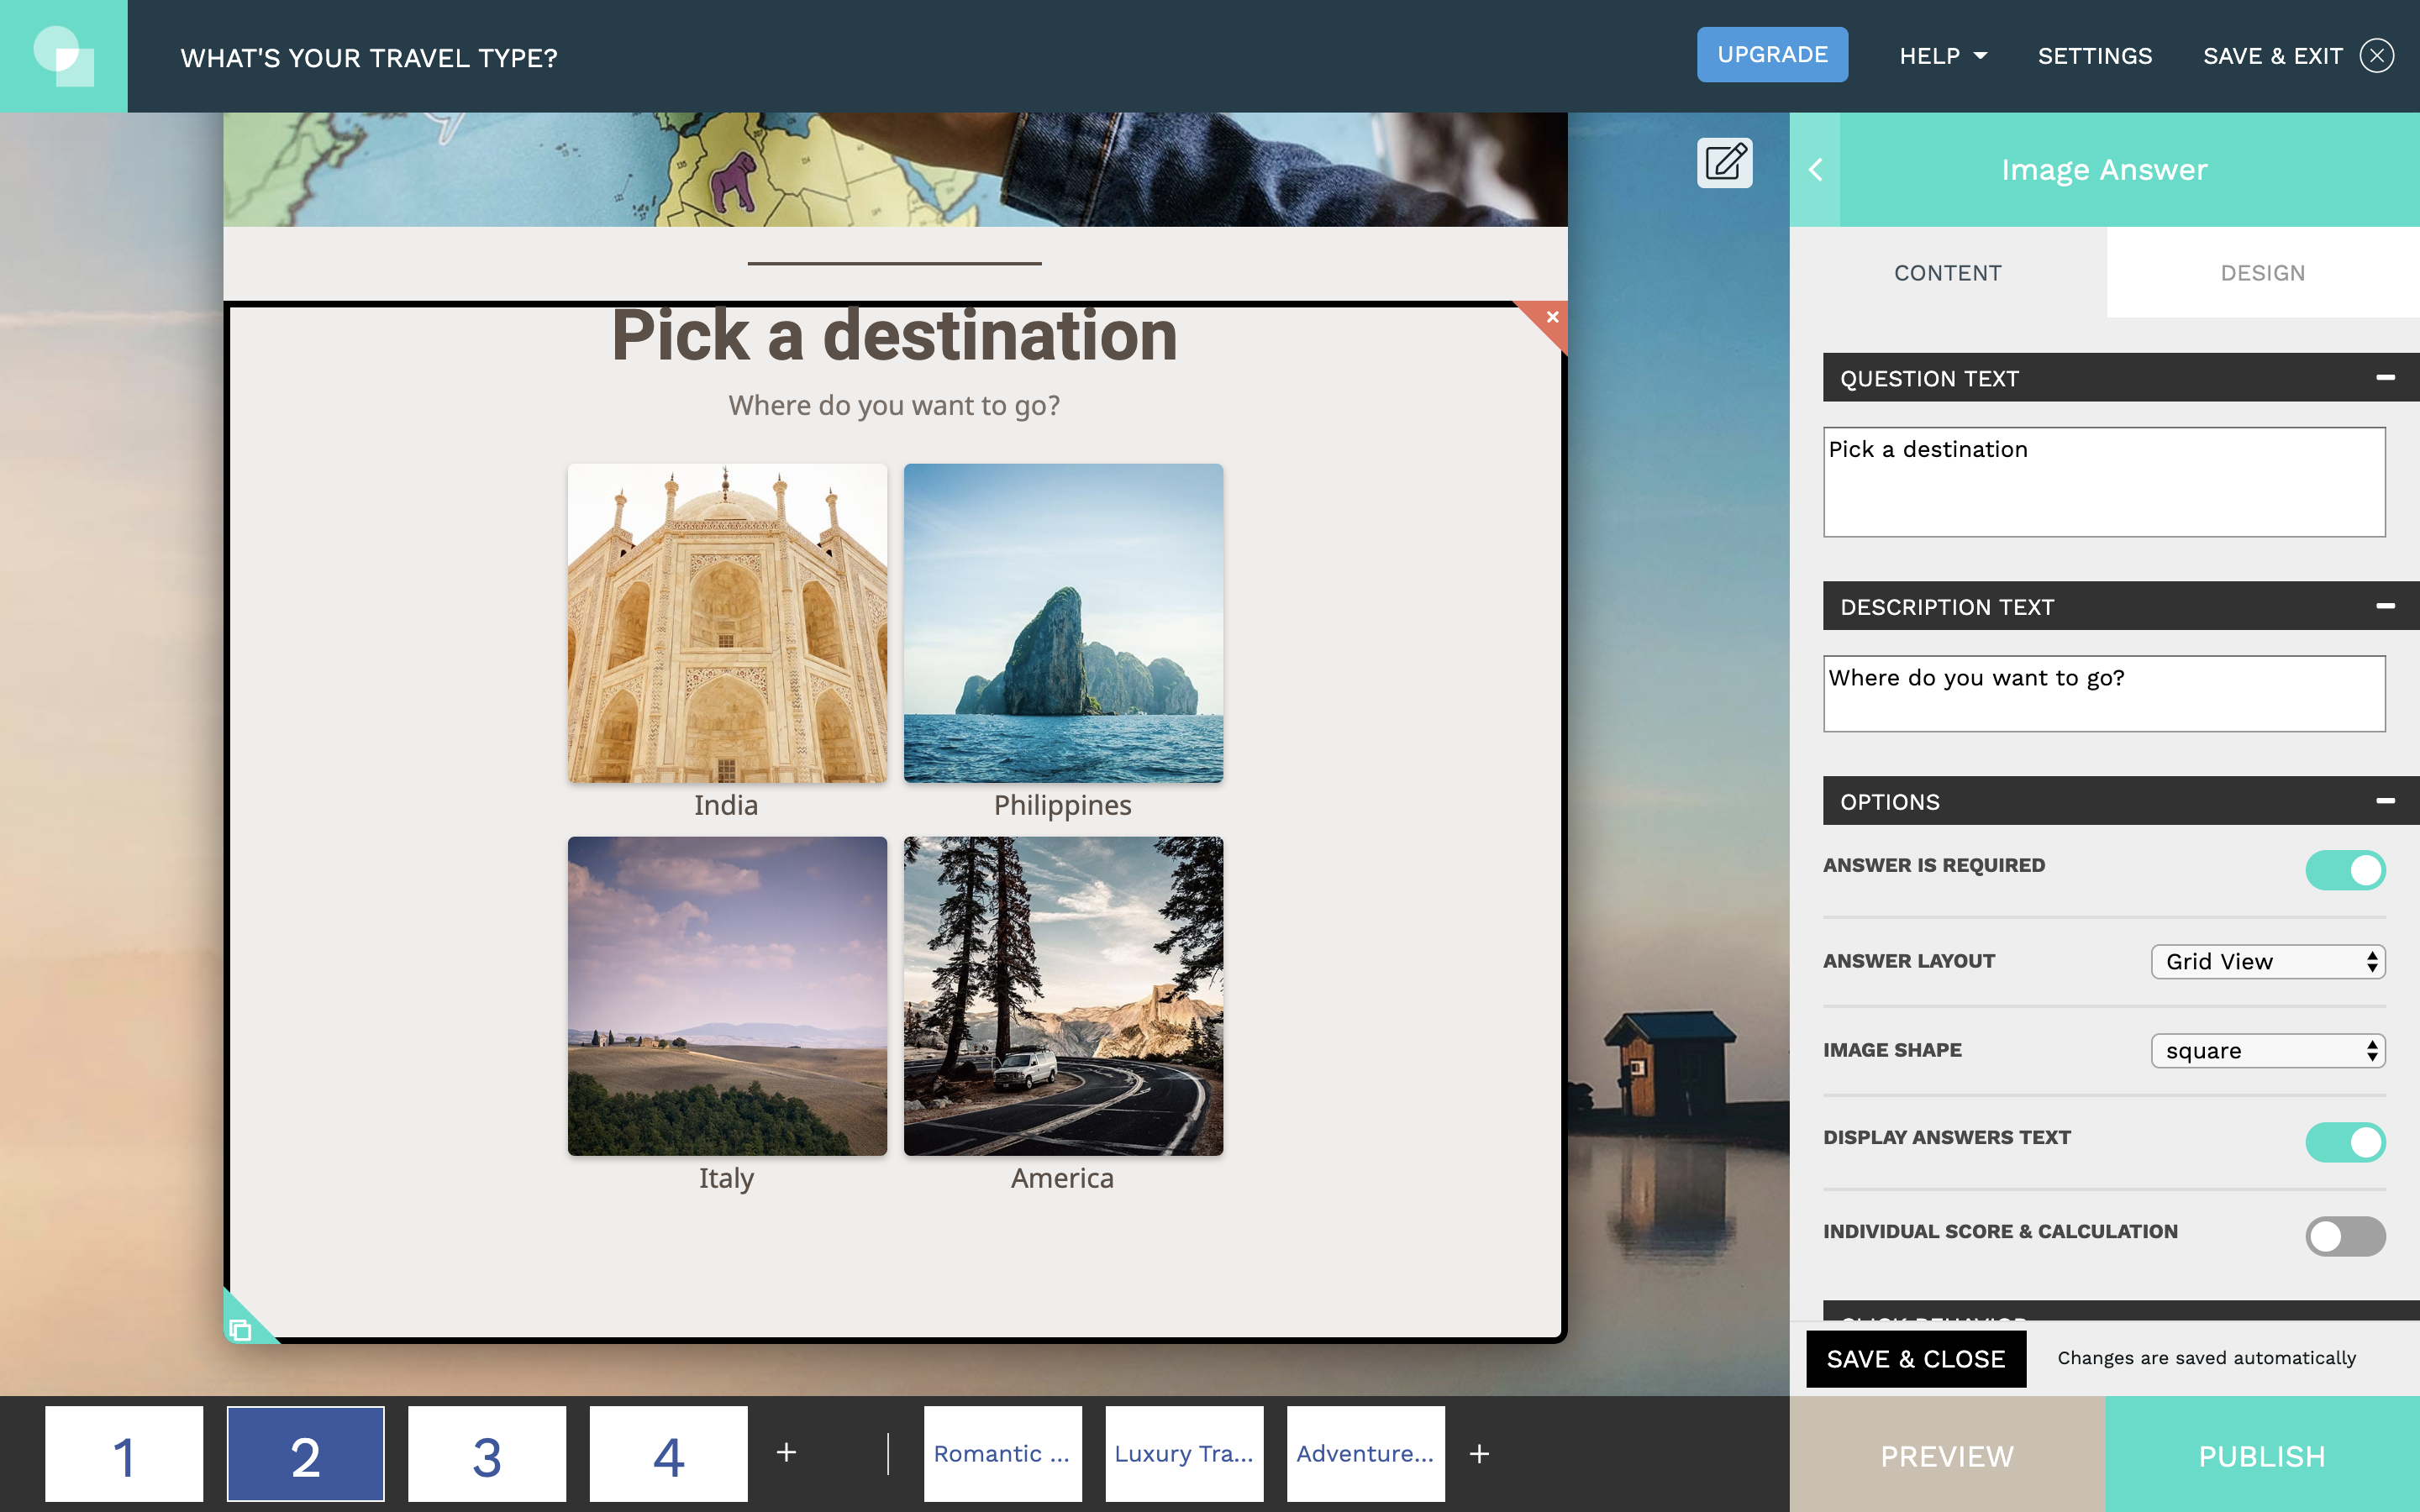 WHAT'S YOUR TRAVEL TYPE?
UPGRADE
HELP
SETTINGS
SAVE & EXIT
Image Answer
CONTENT
DESIGN
Pick a destination
Where do you want to go?
India
Philippines
Italy
America
QUESTION TEXT
Pick a destination
DESCRIPTION TEXT
Where do you want to go?
OPTIONS
ANSWER IS REQUIRED
ANSWER LAYOUT
Grid View
IMAGE SHAPE
square
DISPLAY ANSWERS TEXT
INDIVIDUAL SCORE & CALCULATION
CLICK BEHAVIOR
SAVE & CLOSE
Changes are saved automatically
1
2
3
4
+
Romantic ...
Luxury Tra...
Adventure...
+
PREVIEW
PUBLISH